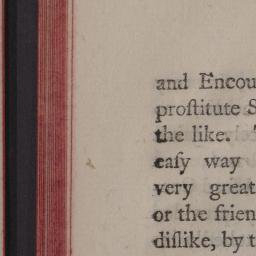 and Encou
proſtitute S
the like.
eaſy way
very great
or the frien
diſlike, by t